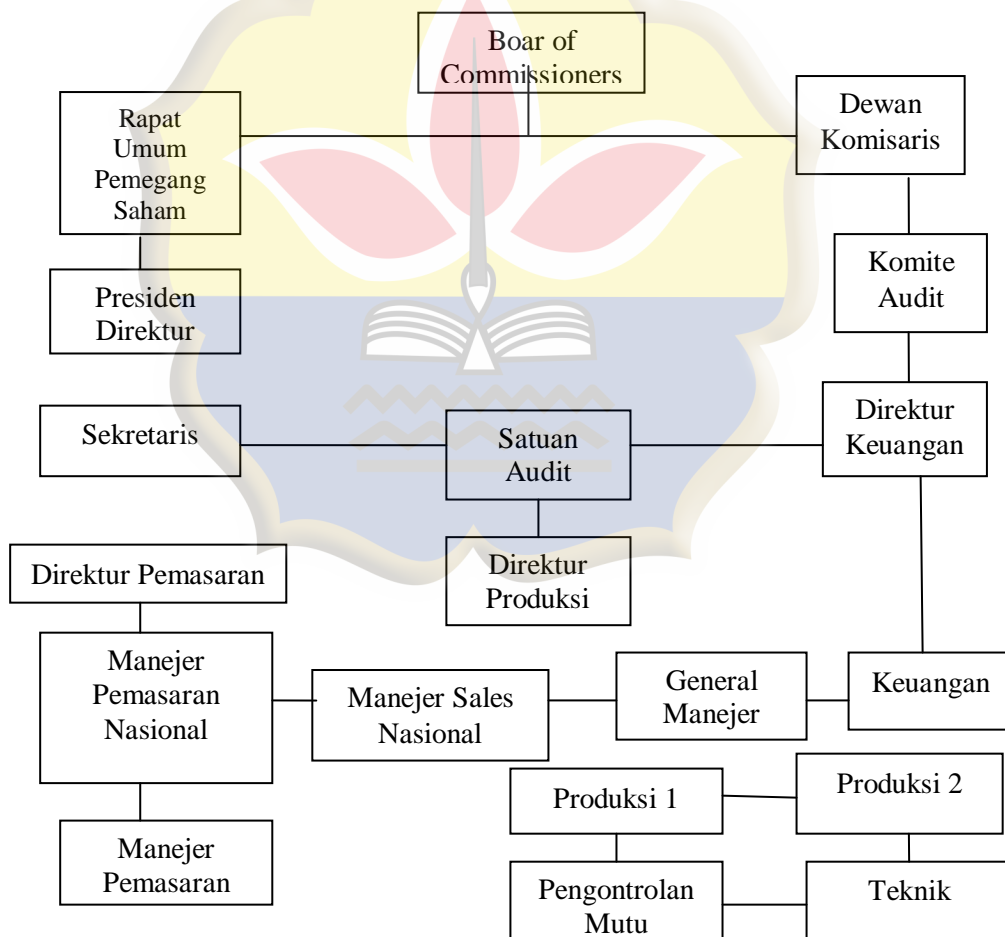 Boar of
Commissioners
Rapat
Umum
Pemegang
Saham
Dewan
Komisaris
Presiden
Direktur
Komite
Audit
Sekretaris
Satuan
Audit
Direktur
Keuangan
Direktur Pemasaran
Direktur
Produksi
Manejer
Pemasaran
Nasional
Manejer Sales
Nasional
General
Manejer
Keuangan
Produksi 1
Produksi 2
Manejer
Pemasaran
Pengontrolan
Mutu
Teknik